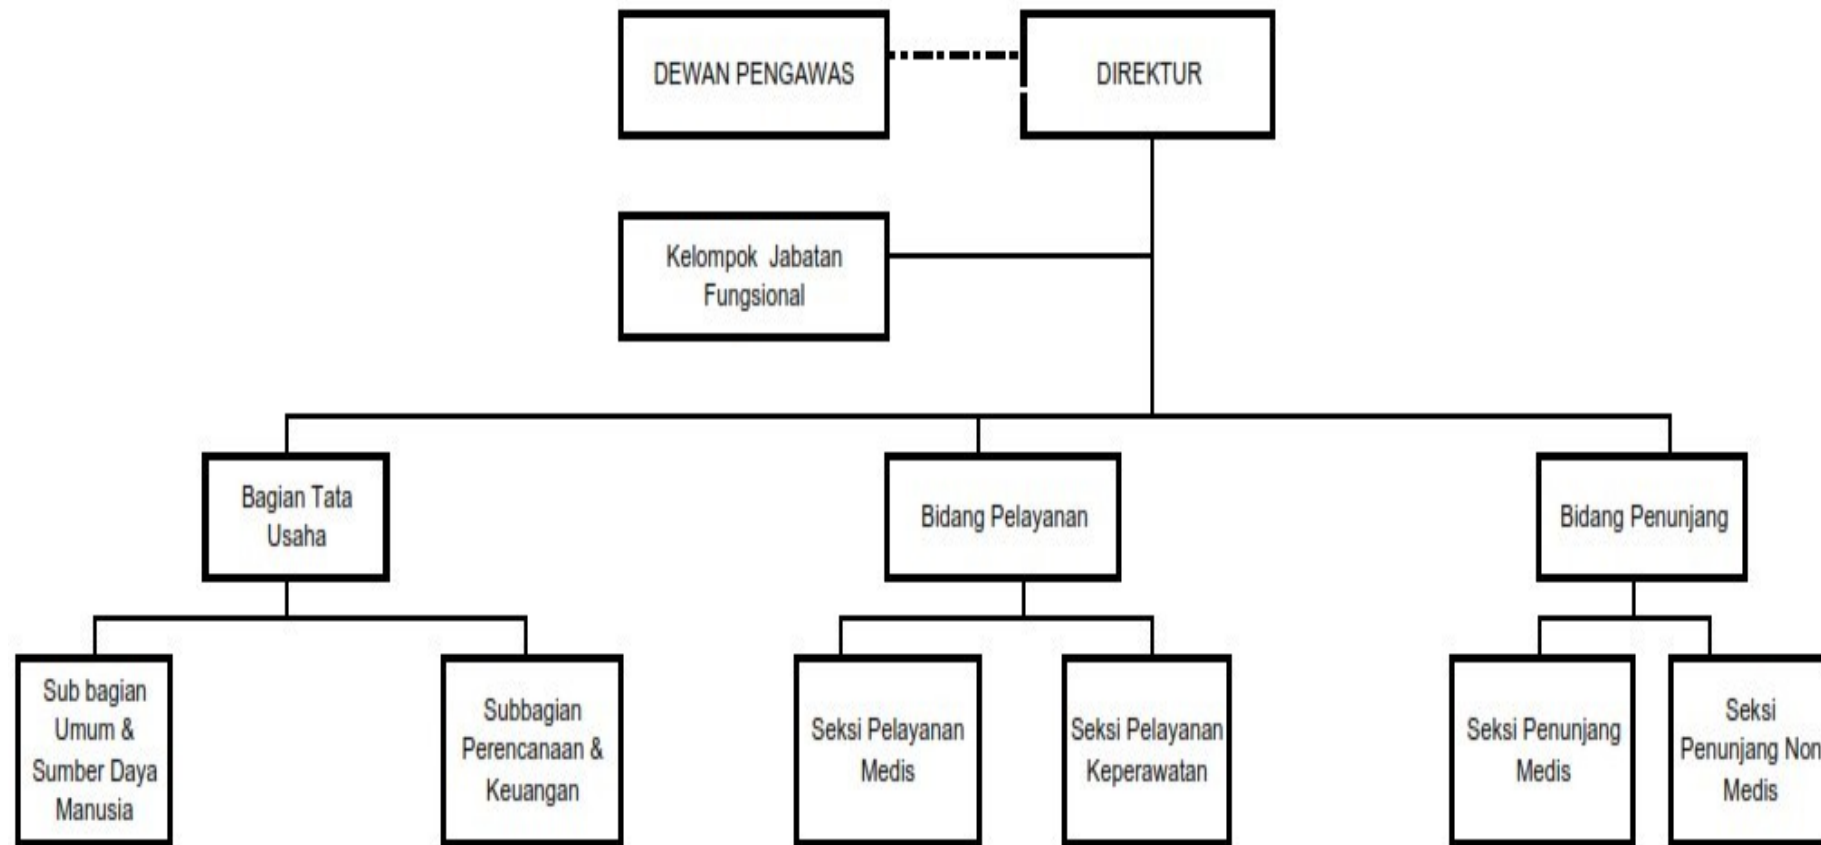 DEWAN PENGAWAS
DIREKTUR
Kelompok Jabatan
Fungsional
Bagian Tata
Usaha
Bidang Pelayanan
Bidang Penunjang
Sub bagian
Umum &
Sumber Daya
Manusia
Subbagian
Perencanaan &
Keuangan
Seksi Pelayanan
Medis
Seksi Pelayanan
Keperawatan
Seksi Penunjang
Medis
Seksi
Penunjang Non
Medis